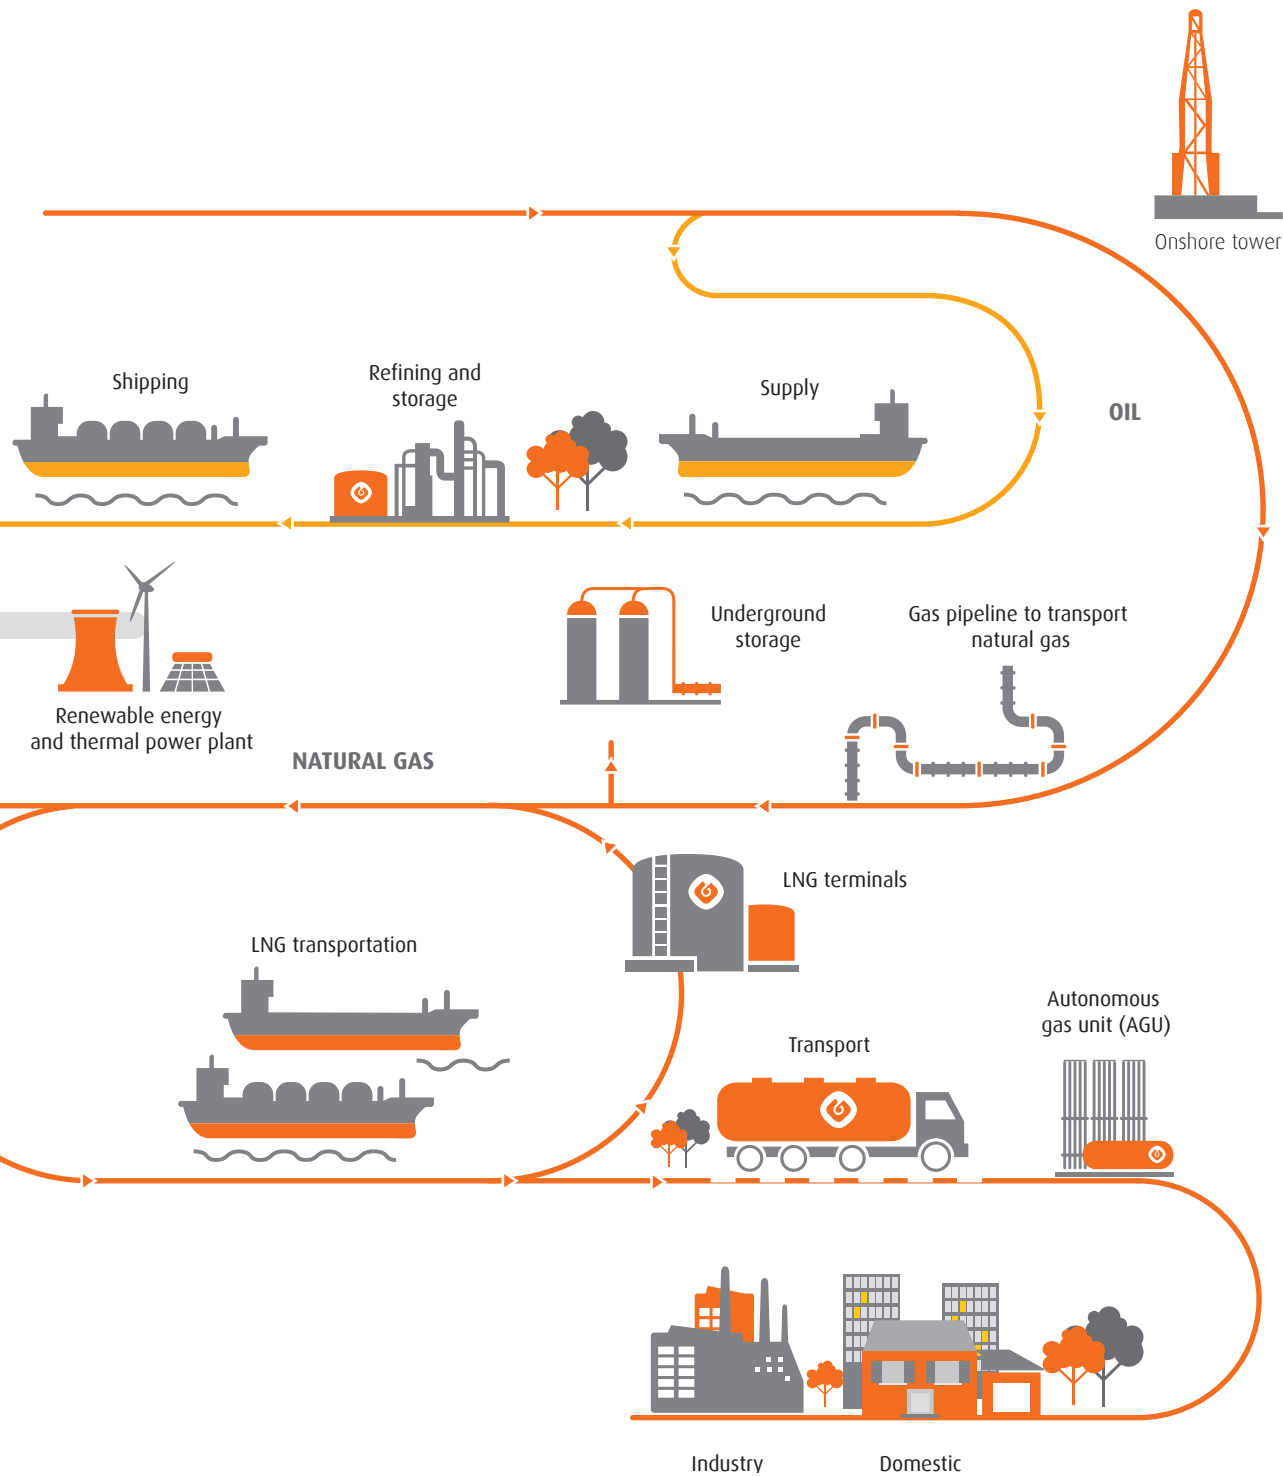 Onshore tower
Shipping
Refining and
storage
Supply
OIL
Underground
storage
Gas pipeline to transport
natural gas
Renewable energy
and thermal power plant
NATURAL GAS
LNG terminals
LNG transportation
Autonomous
gas unit (AGU)
Transport
Industry
Domestic